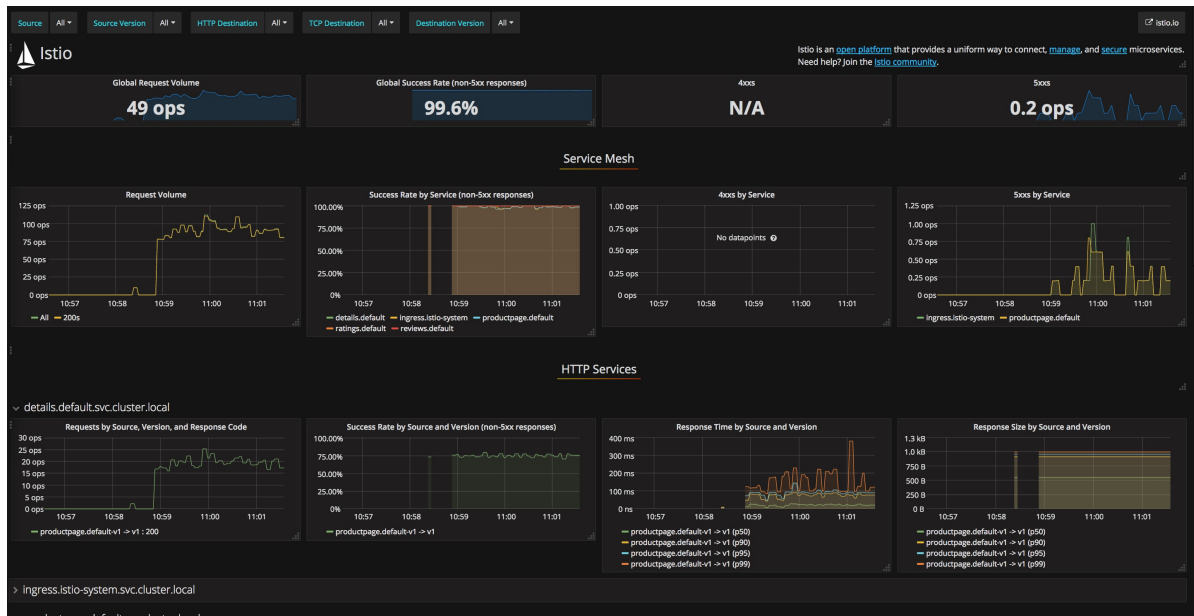 Source All Source Version All HTTP Destination All TCP Destination All Destination Version All istio.io
Istio
Istio is an open platform that provides a uniform way to connect, manage, and secure microservices.
Need help? Join the Istio community.
Global Request Volume
49 ops
Global Success Rate (non-5xx responses)
99.6%
4xxs
N/A
5xxs
0.2 ops
Service Mesh
Request Volume
125 ops
100 ops
75 ops
50 ops
25 ops
0 ops
10:57 10:58 10:59 11:00 11:01
All 200s
Success Rate by Service (non-5xx responses)
100.00%
75.00%
50.00%
25.00%
0%
10:57 10:58 10:59 11:00 11:01
details.default ingress.istio-system productpage.default
ratings.default reviews.default
4xxs by Service
1.00 ops
0.75 ops
No datapoints
0.50 ops
0.25 ops
0 ops
10:57 10:58 10:59 11:00 11:01
5xxs by Service
1.25 ops
1.00 ops
0.75 ops
0.50 ops
0.25 ops
0 ops
10:57 10:58 10:59 11:00 11:01
ingress.istio-system productpage.default
HTTP Services
details.default.svc.cluster.local
Requests by Source, Version, and Response Code
30 ops
25 ops
20 ops
15 ops
10 ops
5 ops
0 ops
10:57 10:58 10:59 11:00 11:01
productpage.default-v1 -> v1 : 200
Success Rate by Source and Version (non-5xx responses)
100.00%
75.00%
50.00%
25.00%
0%
10:57 10:58 10:59 11:00 11:01
productpage.default-v1 -> v1
Response Time by Source and Version
400 ms
300 ms
200 ms
100 ms
0 ns
10:57 10:58 10:59 11:00 11:01
productpage.default-v1 -> v1 (p50)
productpage.default-v1 -> v1 (p90)
productpage.default-v1 -> v1 (p95)
productpage.default-v1 -> v1 (p99)
Response Size by Source and Version
1.3 kB
1.0 kB
750 B
500 B
250 B
0 B
10:57 10:58 10:59 11:00 11:01
productpage.default-v1 -> v1 (p50)
productpage.default-v1 -> v1 (p90)
productpage.default-v1 -> v1 (p95)
productpage.default-v1 -> v1 (p99)
ingress.istio-system.svc.cluster.local